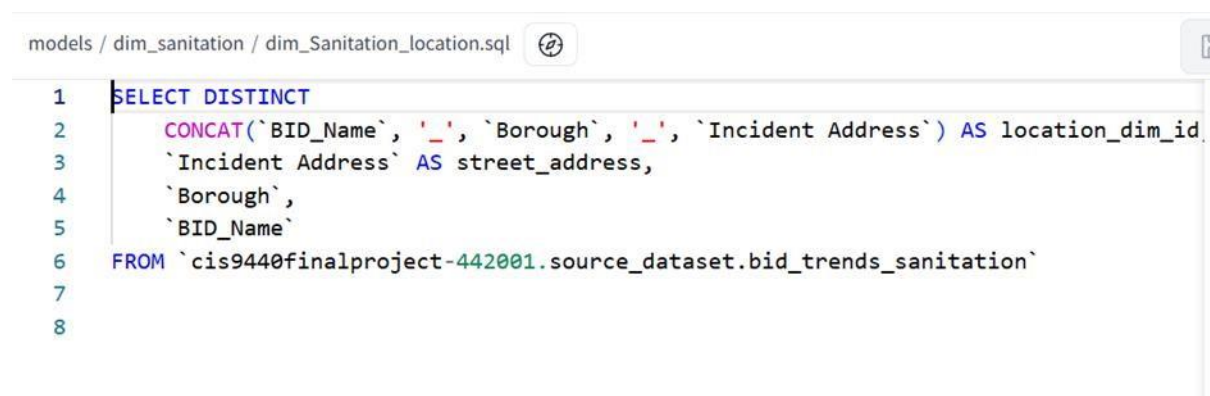 models / dim_sanitation / dim_Sanitation_location.sql
1 SELECT DISTINCT
2 CONCAT(`BID_Name`, '_', `Borough`, '_', `Incident Address`) AS location_dim_id
3 `Incident Address` AS street_address,
4 `Borough`,
5 `BID_Name`
6 FROM `cis9440finalproject-442001.source_dataset.bid_trends_sanitation`
7
8